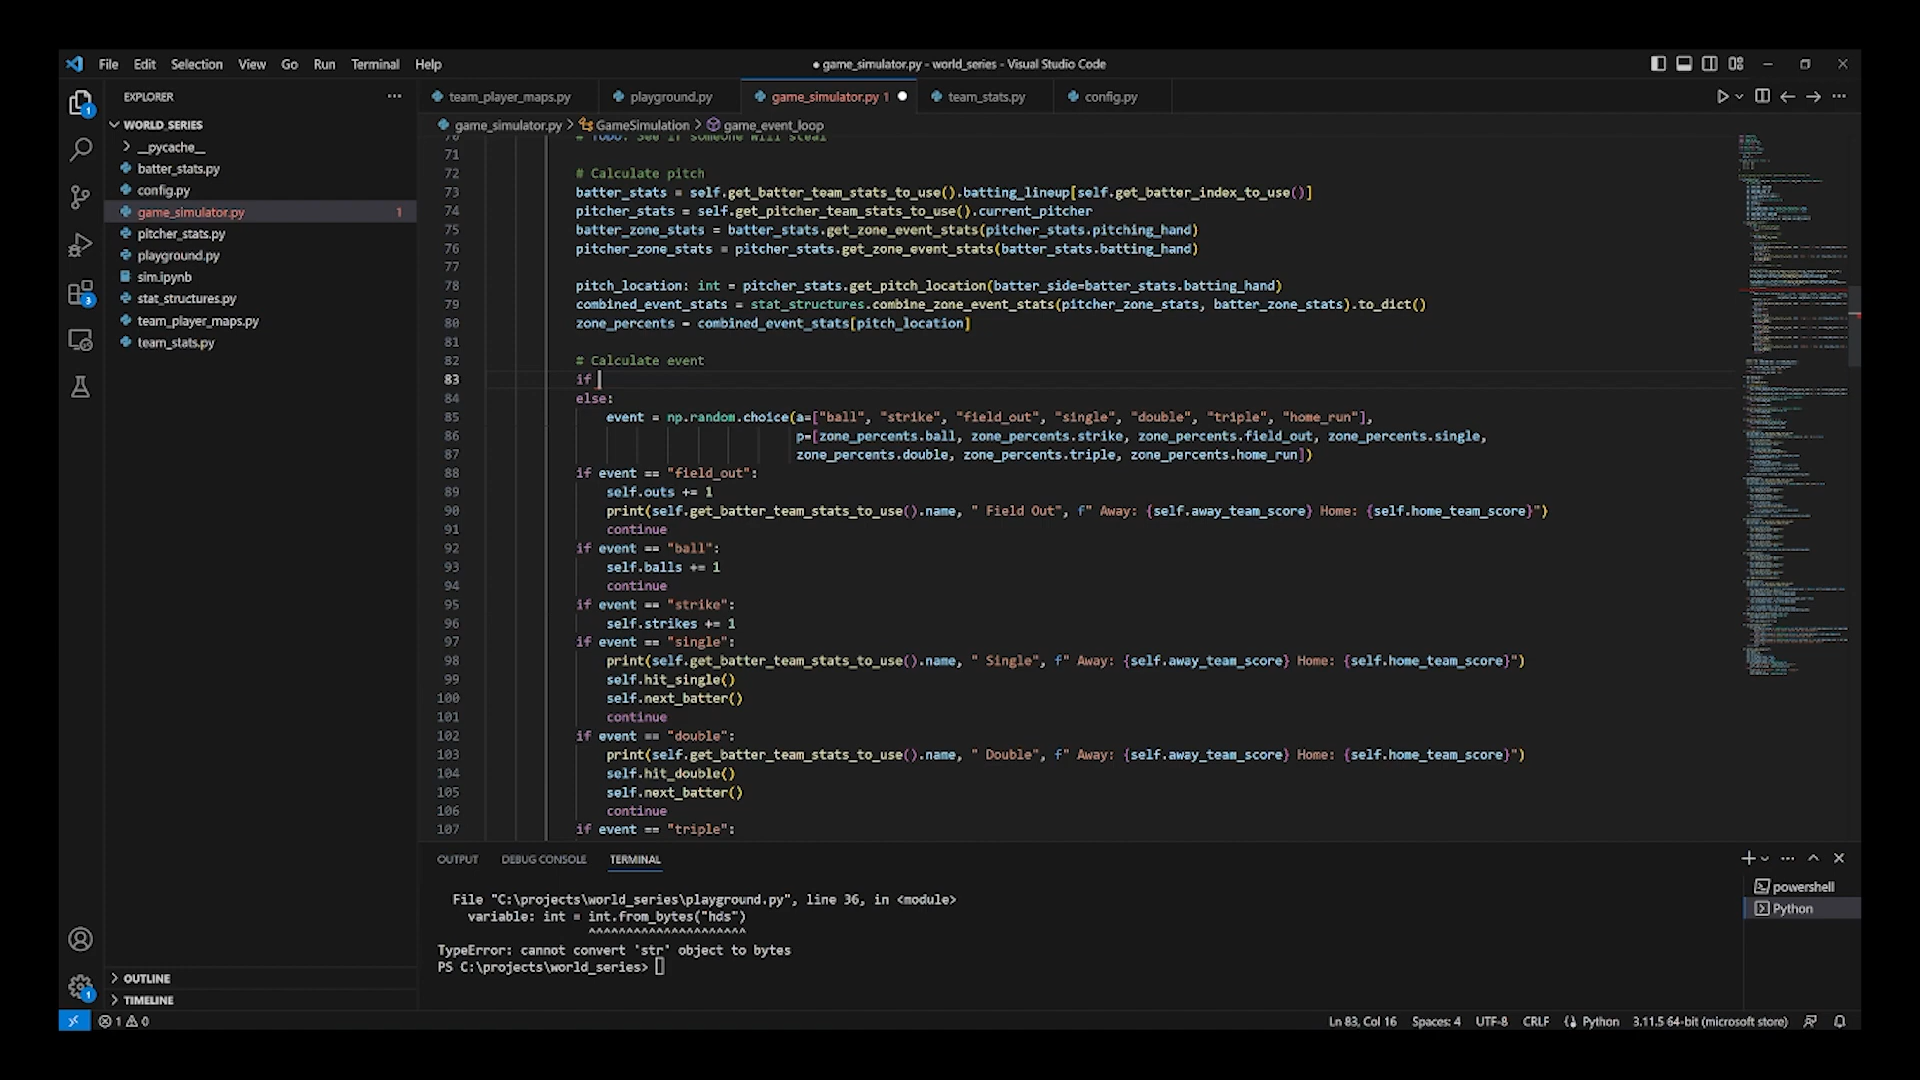 File Edit Selection View Go Run Terminal Help
● game_simulator.py - world_series - Visual Studio Code
EXPLORER
WORLD_SERIES
__pycache__
batter_stats.py
config.py
game_simulator.py 1
pitcher_stats.py
playground.py
sim.ipynb
stat_structures.py
team_player_maps.py
team_stats.py
OUTLINE
TIMELINE
team_player_maps.py playground.py game_simulator.py 1 team_stats.py config.py
game_simulator.py > GameSimulation > game_event_loop
70 # TODO: See if someone will steal
71
72 # Calculate pitch
73 batter_stats = self.get_batter_team_stats_to_use().batting_lineup[self.get_batter_index_to_use()]
74 pitcher_stats = self.get_pitcher_team_stats_to_use().current_pitcher
75 batter_zone_stats = batter_stats.get_zone_event_stats(pitcher_stats.pitching_hand)
76 pitcher_zone_stats = pitcher_stats.get_zone_event_stats(batter_stats.batting_hand)
77
78 pitch_location: int = pitcher_stats.get_pitch_location(batter_side=batter_stats.batting_hand)
79 combined_event_stats = stat_structures.combine_zone_event_stats(pitcher_zone_stats, batter_zone_stats).to_dict()
80 zone_percents = combined_event_stats[pitch_location]
81
82 # Calculate event
83 if
84 else:
85 event = np.random.choice(a=["ball", "strike", "field_out", "single", "double", "triple", "home_run"],
86 p=[zone_percents.ball, zone_percents.strike, zone_percents.field_out, zone_percents.single,
87 zone_percents.double, zone_percents.triple, zone_percents.home_run])
88 if event == "field_out":
89 self.outs += 1
90 print(self.get_batter_team_stats_to_use().name, " Field Out", f" Away: {self.away_team_score} Home: {self.home_team_score}")
91 continue
92 if event == "ball":
93 self.balls += 1
94 continue
95 if event == "strike":
96 self.strikes += 1
97 if event == "single":
98 print(self.get_batter_team_stats_to_use().name, " Single", f" Away: {self.away_team_score} Home: {self.home_team_score}")
99 self.hit_single()
100 self.next_batter()
101 continue
102 if event == "double":
103 print(self.get_batter_team_stats_to_use().name, " Double", f" Away: {self.away_team_score} Home: {self.home_team_score}")
104 self.hit_double()
105 self.next_batter()
106 continue
107 if event == "triple":
OUTPUT DEBUG CONSOLE TERMINAL
File "C:\projects\world_series\playground.py", line 36, in <module>
variable: int = int.from_bytes("hds")
^^^^^^^^^^^^^^^^^^^^^
TypeError: cannot convert 'str' object to bytes
PS C:\projects\world_series>
powershell
Python
1 0
Ln 83, Col 16 Spaces: 4 UTF-8 CRLF Python 3.11.5 64-bit (microsoft store)